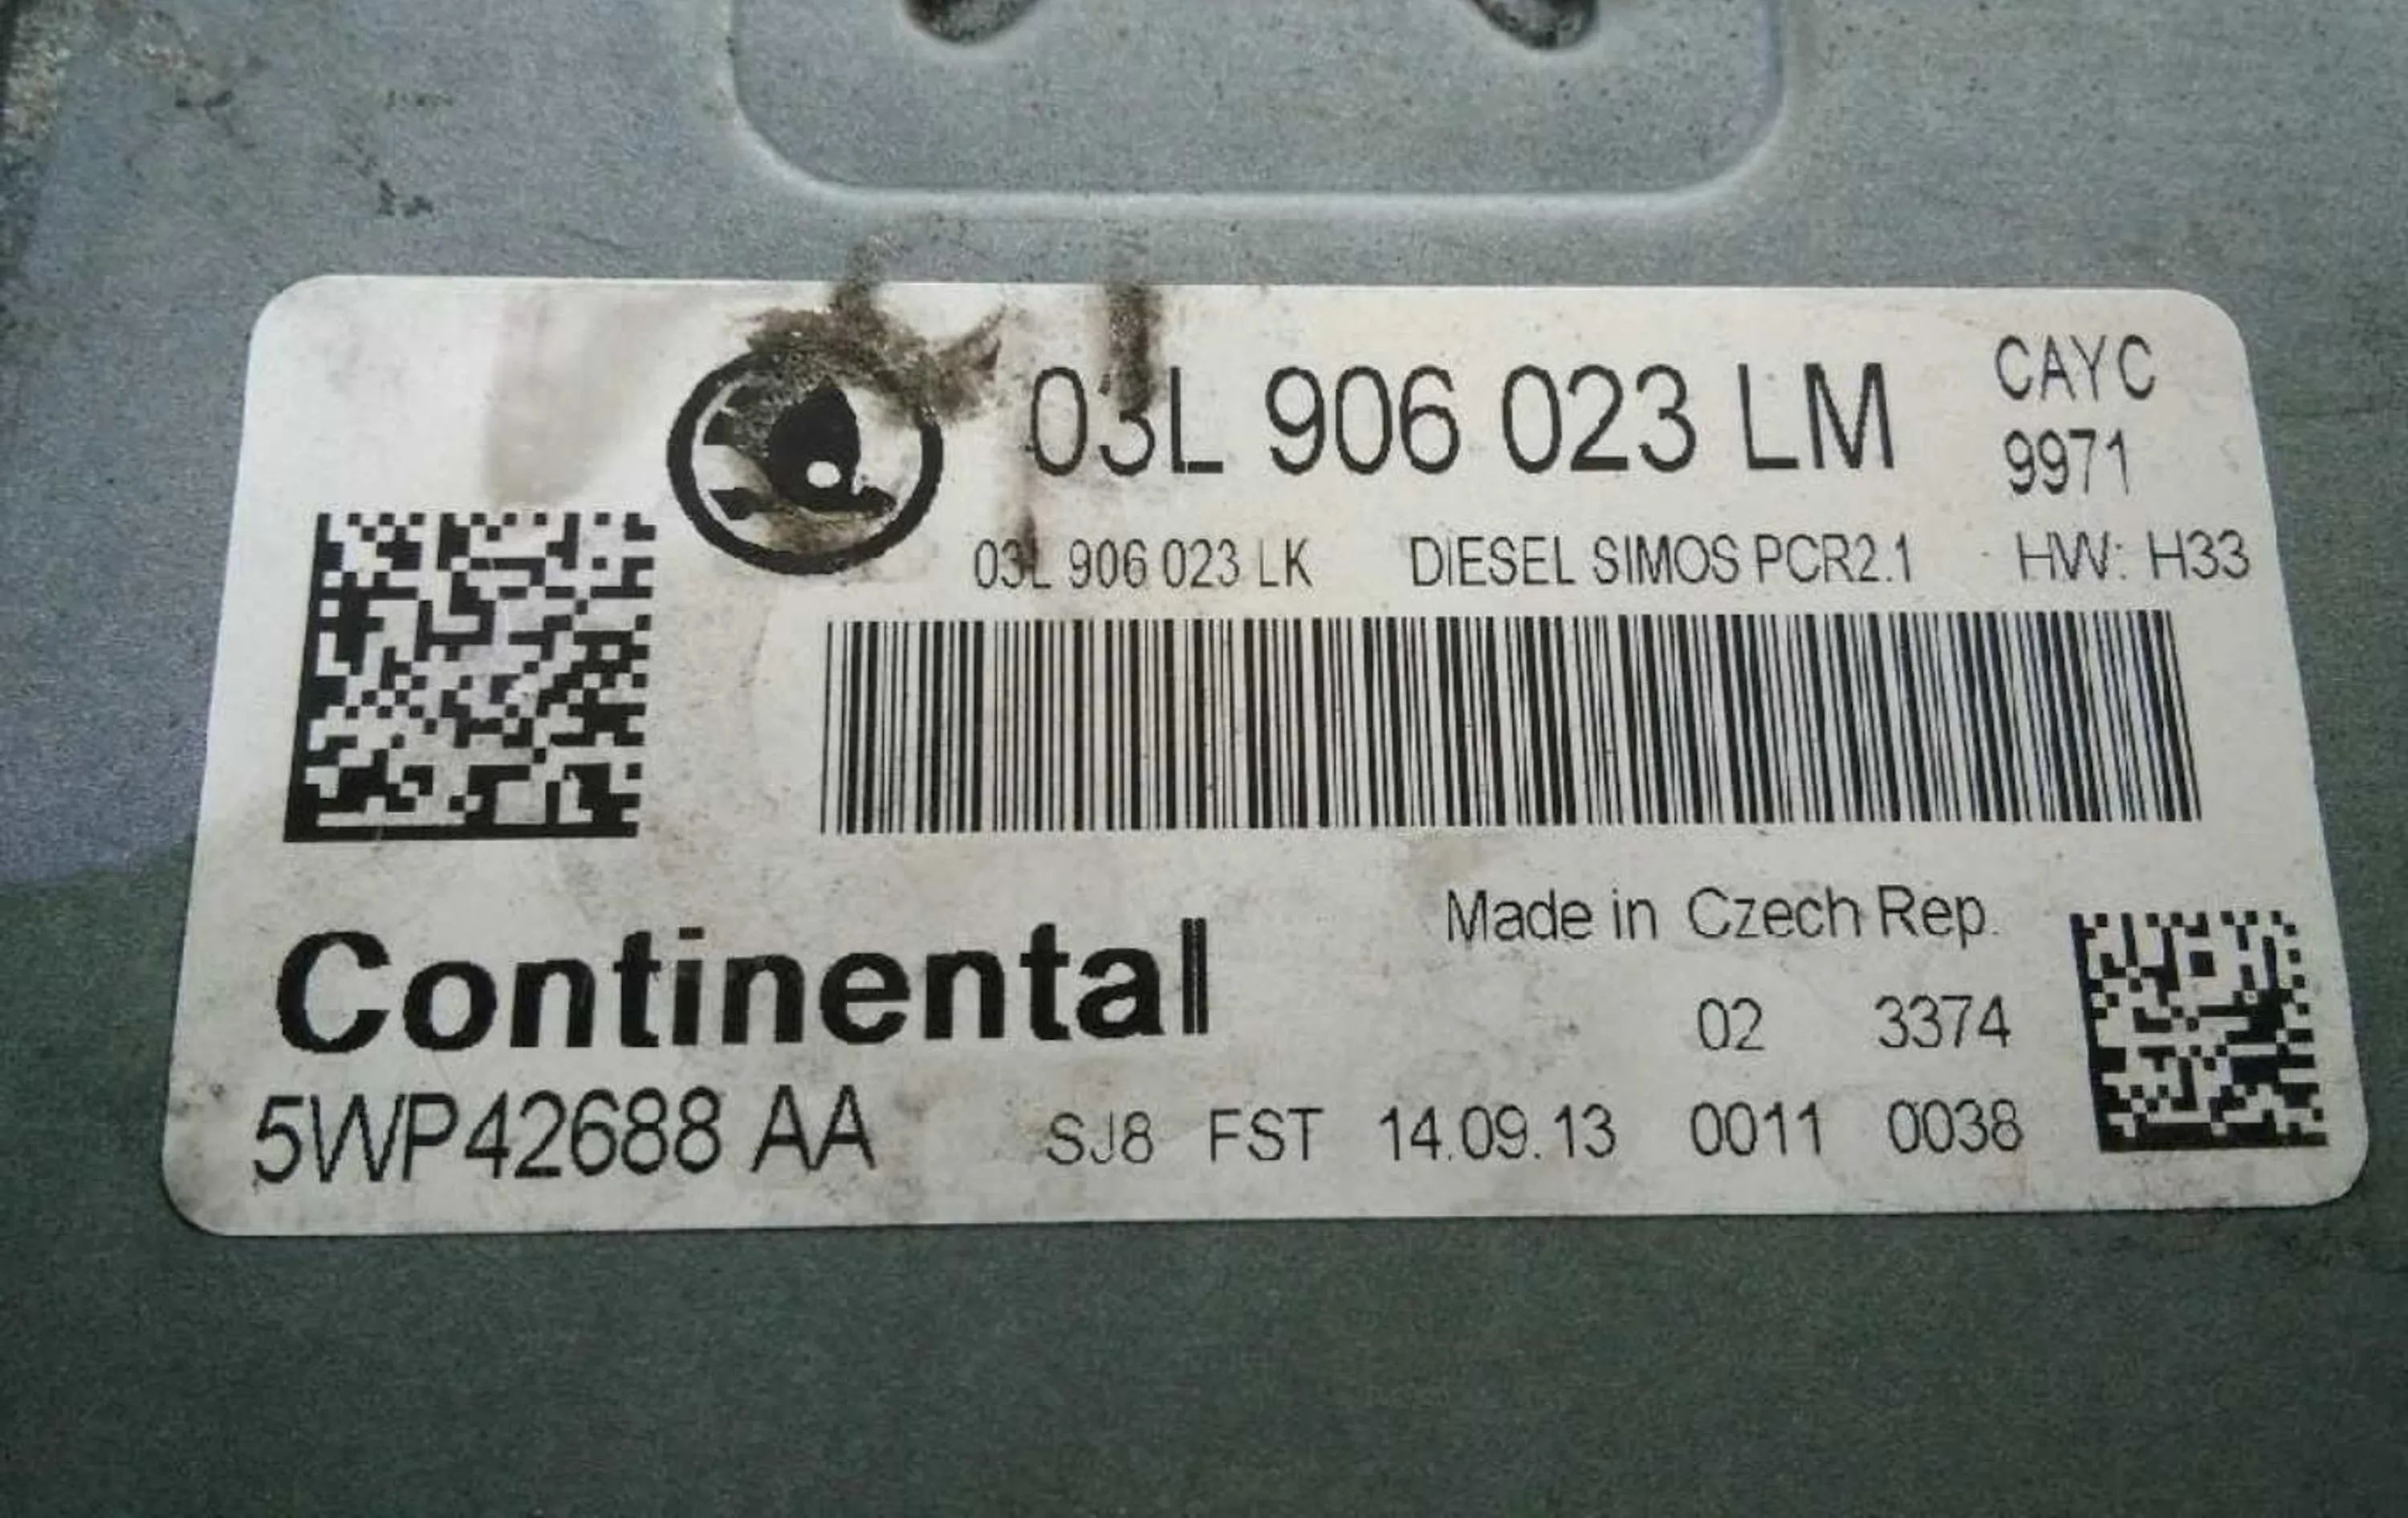 03L 906 023 LM CAYC
9971
03L 906 023 LK DIESEL SIMOS PCR2.1 HW: H33
Made in Czech Rep.
Continental
02 3374
5WP42688 AA SJ8 FST 14.09.13 0011 0038